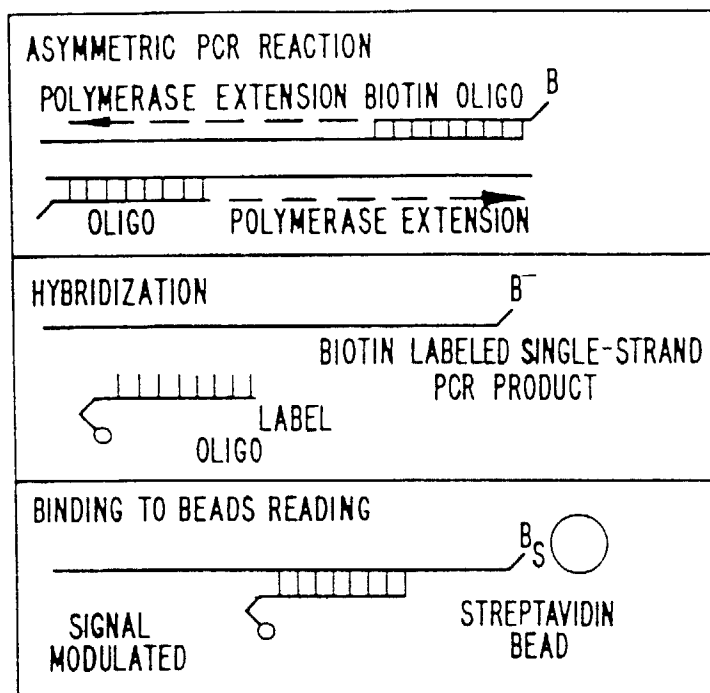 ASYMMETRIC PCR REACTION
POLYMERASE EXTENSION BIOTIN OLIGO B
OLIGO POLYMERASE EXTENSION
HYBRIDIZATION
B
BIOTIN LABELED SINGLE-STRAND
PCR PRODUCT
LABEL
OLIGO
BINDING TO BEADS READING
B S
SIGNAL
MODULATED
STREPTAVIDIN
BEAD